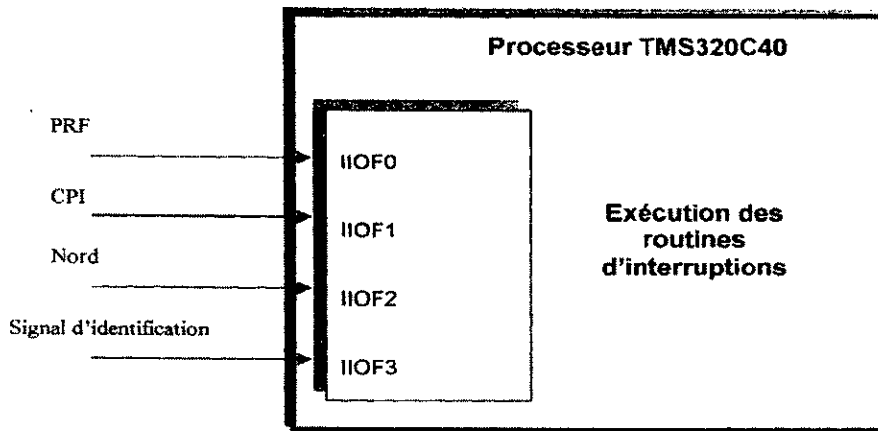 Processeur TMS320C40
PRF
IIOF0
CPI
IIOF1
Exécution des
routines
d'interruptions
Nord
IIOF2
Signal d'identification
IIOF3